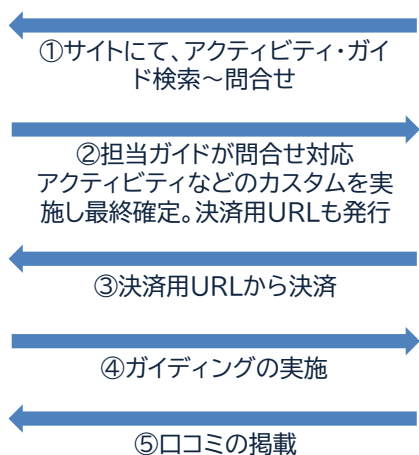 ①サイトにて、アクティビティ・ガイ
ド検索～問合せ
②担当ガイドが問合せ対応
アクティビティなどのカスタムを実
施し最終確定。決済用URLも発行
③決済用URLから決済
④ガイディングの実施
⑤口コミの掲載